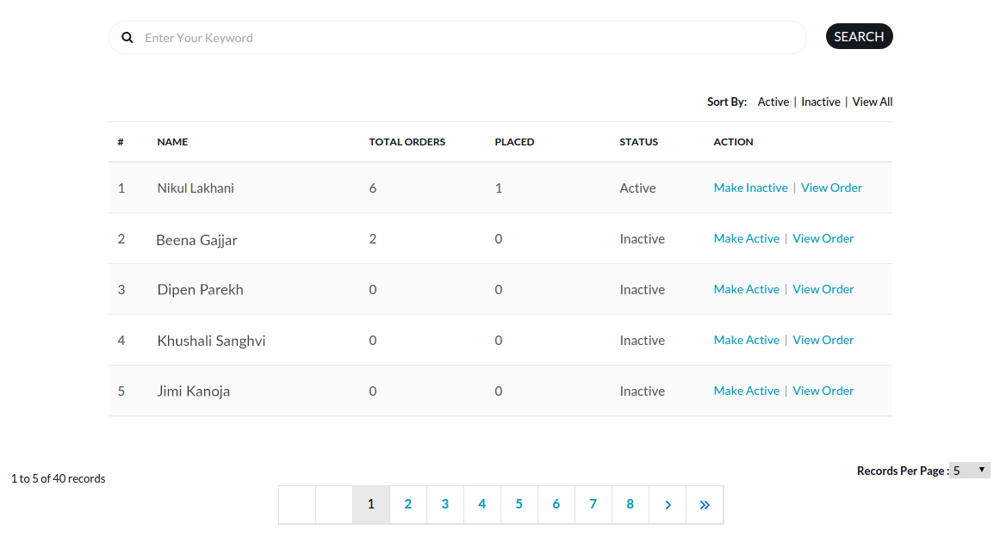 Enter Your Keyword SEARCH
Sort By: Active | Inactive | View All
# NAME TOTAL ORDERS PLACED STATUS ACTION
1 Nikul Lakhani 6 1 Active Make Inactive | View Order
2 Beena Gajjar 2 0 Inactive Make Active | View Order
3 Dipen Parekh 0 0 Inactive Make Active | View Order
4 Khushali Sanghvi 0 0 Inactive Make Active | View Order
5 Jimi Kanoja 0 0 Inactive Make Active | View Order
Records Per Page : 5
1 to 5 of 40 records
1 2 3 4 5 6 7 8 › »